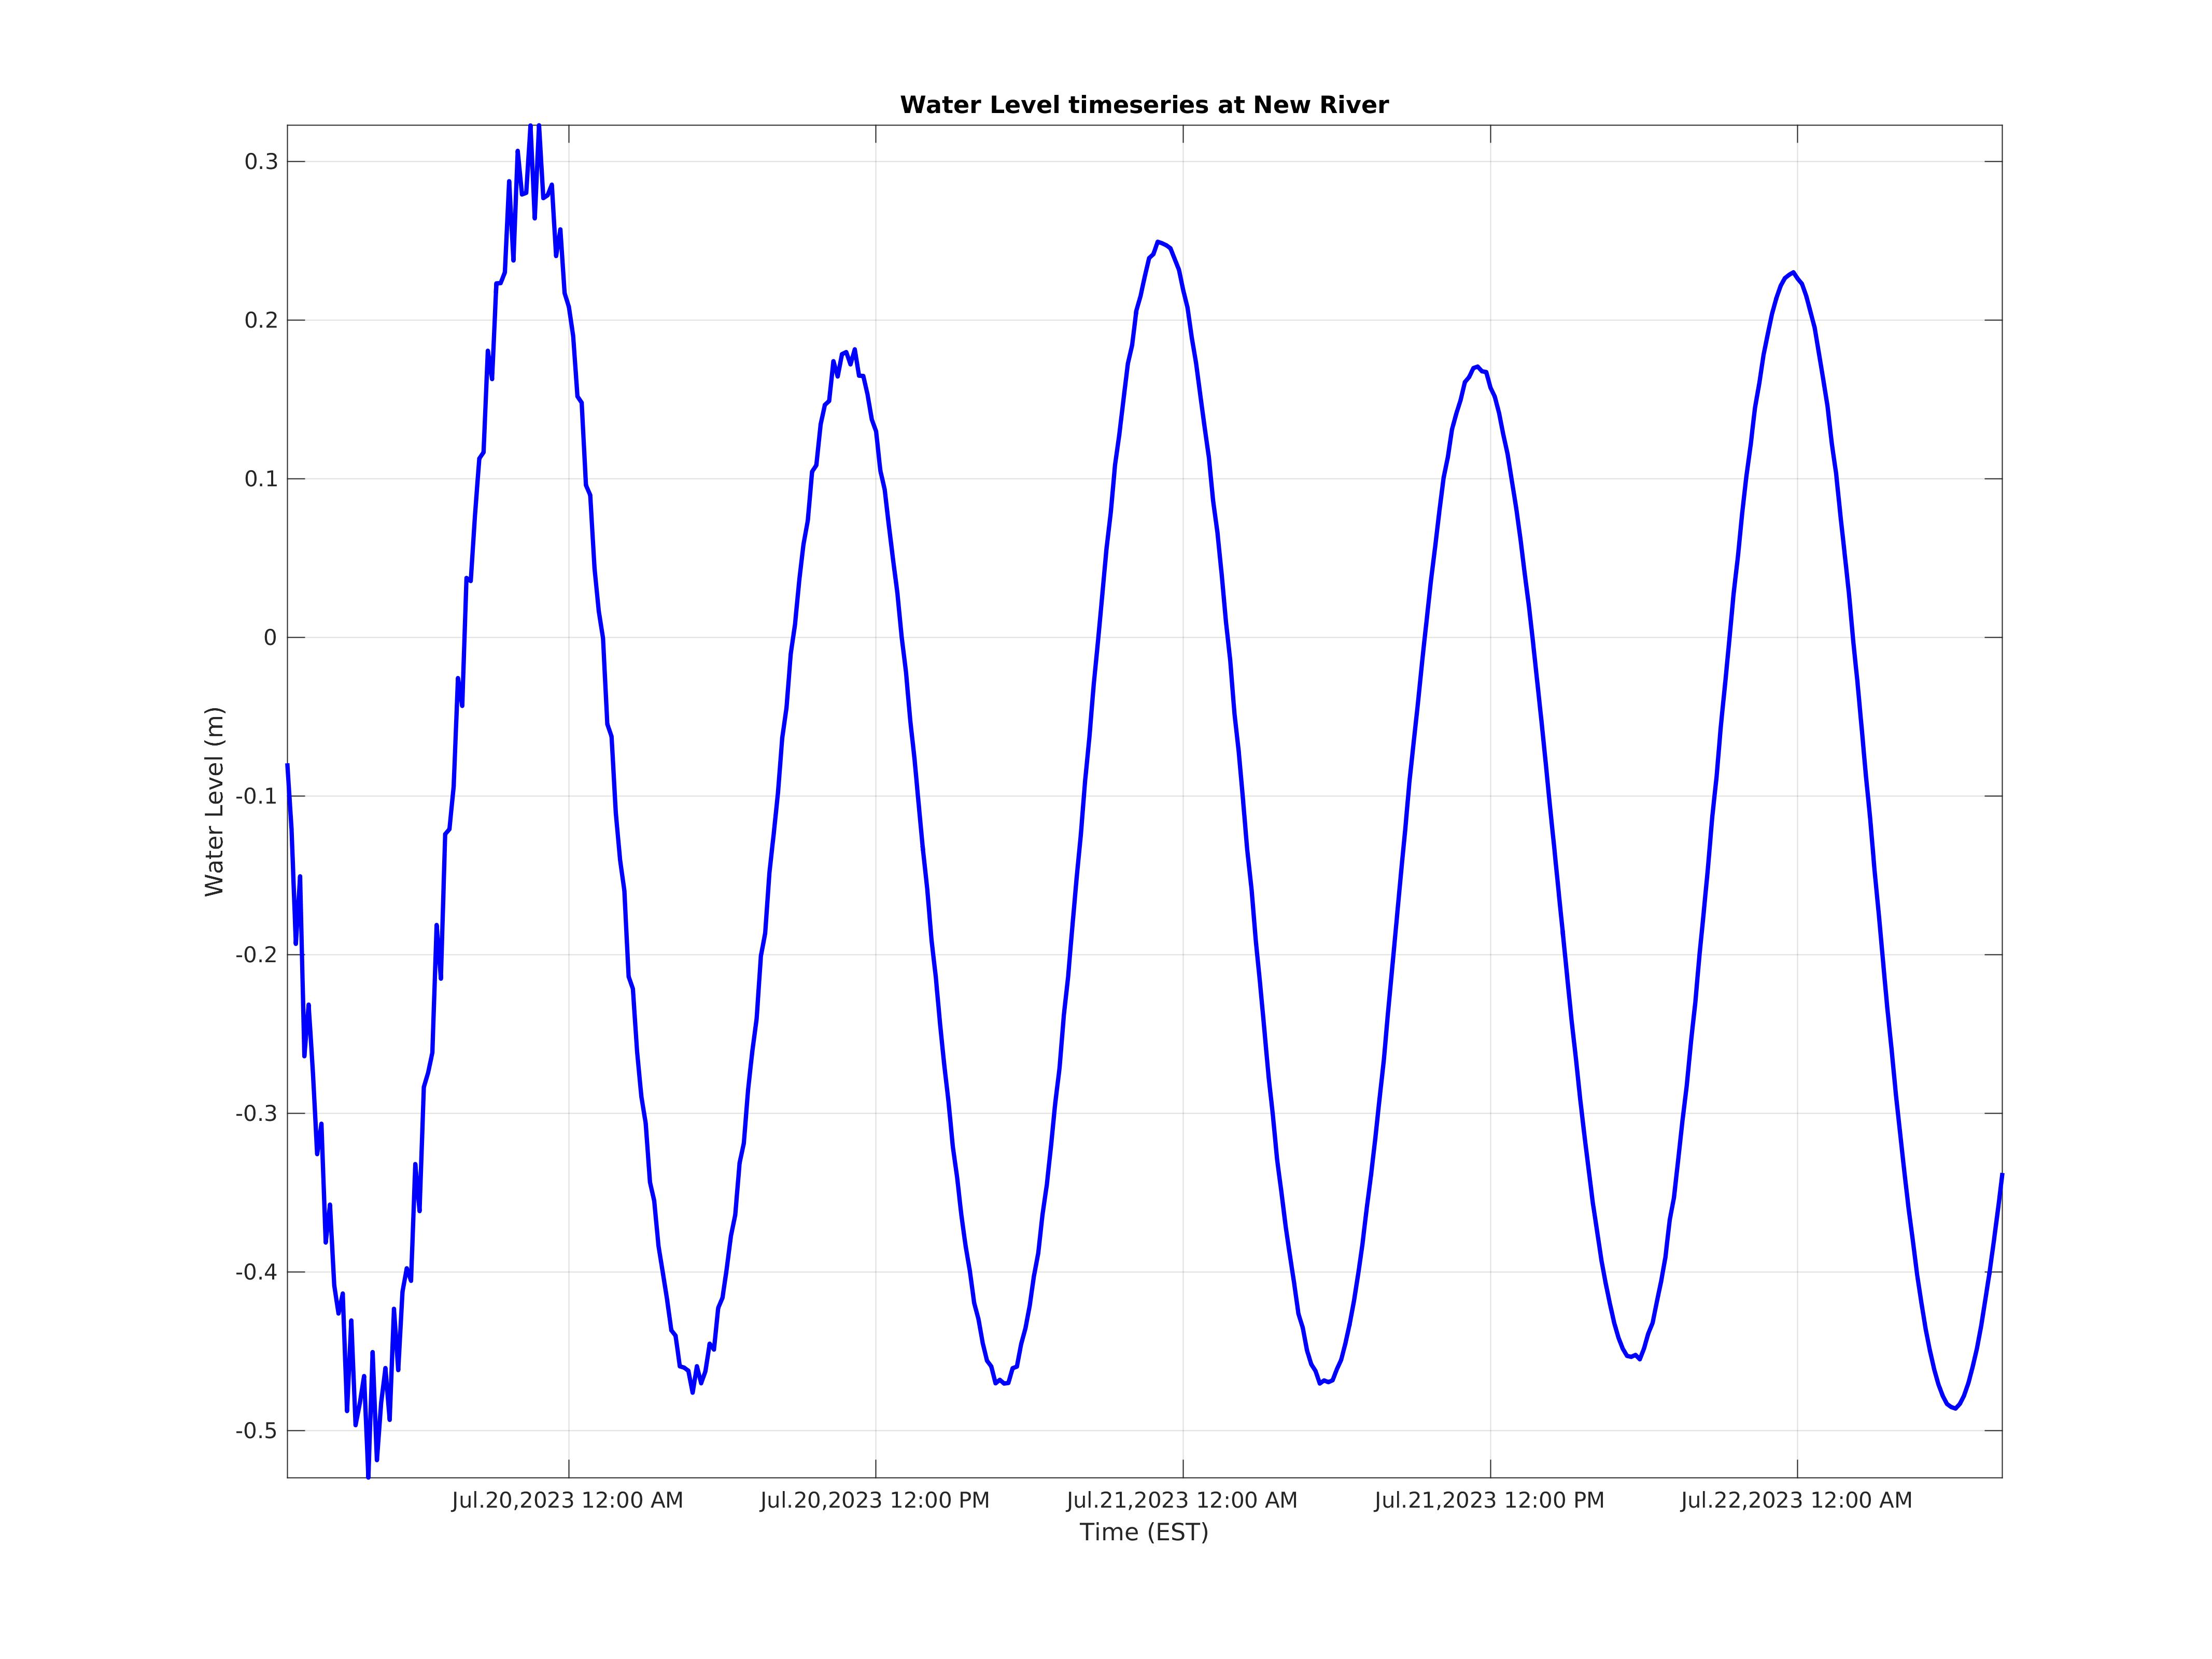 Water Level timeseries at New River
0.3
0.2
0.1
0
-0.1
-0.2
-0.3
-0.4
-0.5
Water Level (m)
Jul.20,2023 12:00 AM
Jul.20,2023 12:00 PM
Jul.21,2023 12:00 AM
Jul.21,2023 12:00 PM
Jul.22,2023 12:00 AM
Time (EST)